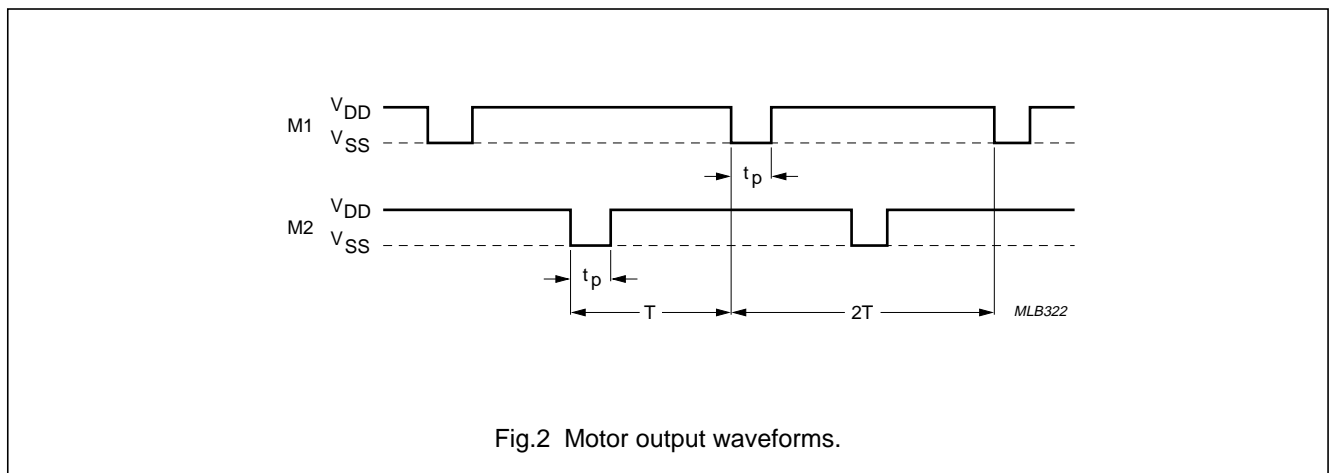 M1
VDD
VSS
tp
M2
VDD
VSS
tp
T
2T
MLB322
Fig.2 Motor output waveforms.